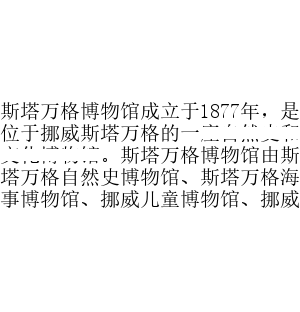 斯塔万格博物馆成立于1877年，是
位于挪威斯塔万格的一座自然史和
文化博物馆。斯塔万格博物馆由斯
塔万格自然史博物馆、斯塔万格海
事博物馆、挪威儿童博物馆、挪威